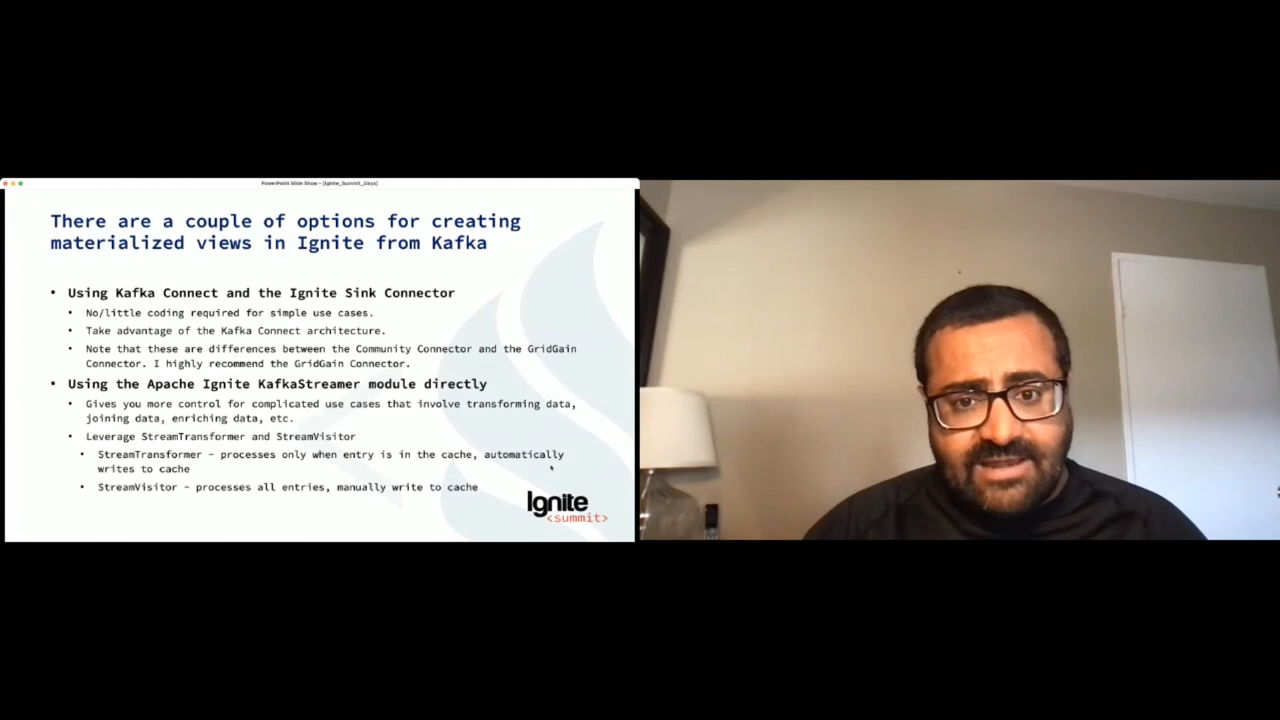 PowerPoint Slide Show - [Ignite_Summit_Gaya]
There are a couple of options for creating
materialized views in Ignite from Kafka
• Using Kafka Connect and the Ignite Sink Connector
• No/little coding required for simple use cases.
• Take advantage of the Kafka Connect architecture.
• Note that these are differences between the Community Connector and the GridGain
Connector. I highly recommend the GridGain Connector.
• Using the Apache Ignite KafkaStreamer module directly
• Gives you more control for complicated use cases that involve transforming data,
joining data, enriching data, etc.
• Leverage StreamTransformer and StreamVisitor
• StreamTransformer – processes only when entry is in the cache, automatically
writes to cache
• StreamVisitor – processes all entries, manually write to cache
Ignite
<summit>